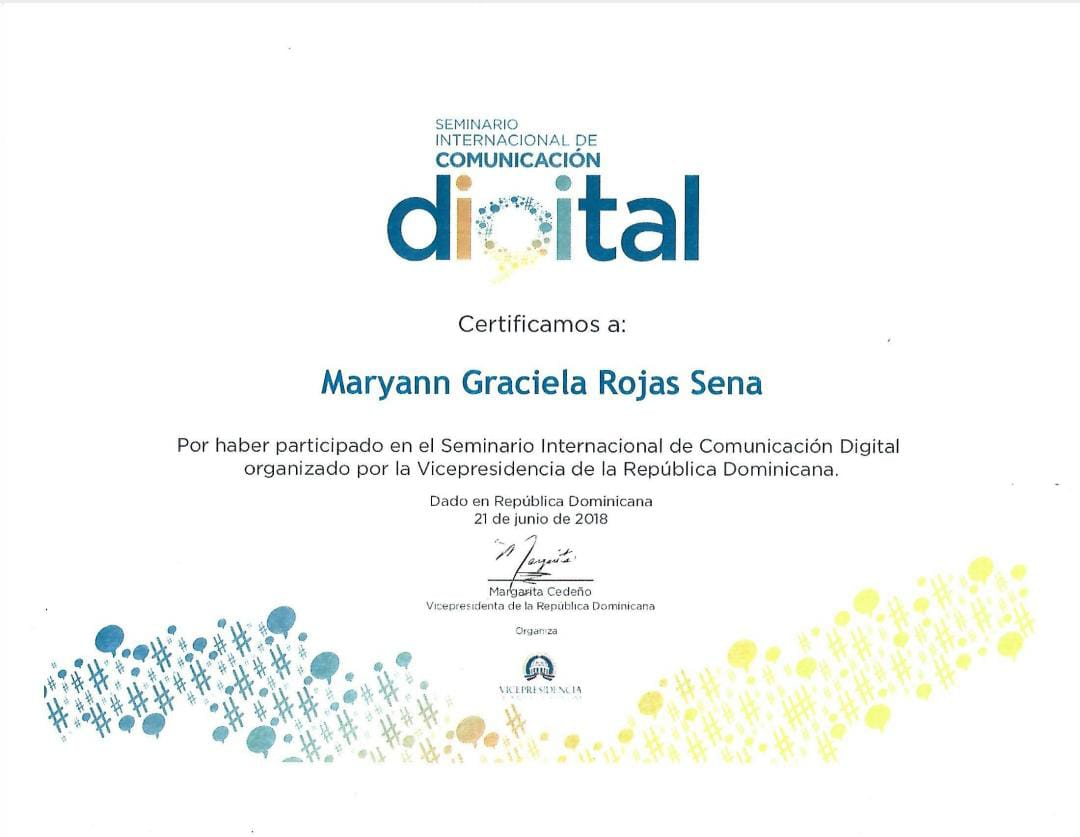 SEMINARIO
INTERNACIONAL DE
COMUNICACIÓN
digital
Certificamos a:
Maryann Graciela Rojas Sena
Por haber participado en el Seminario Internacional de Comunicación Digital
organizado por la Vicepresidencia de la República Dominicana.
Dado en República Dominicana
21 de junio de 2018
Margarita
Margarita Cedeño
Vicepresidenta de la República Dominicana
Organiza
VICEPRESIDENCIA